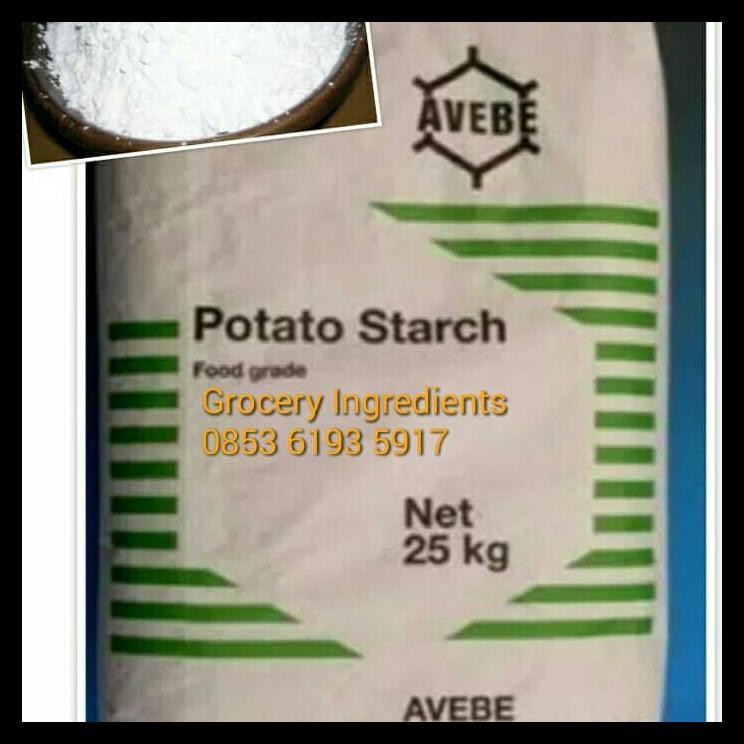 AVEBE
Potato Starch
Food grade
Grocery Ingredients
0853 6193 5917
Net
25 kg
AVEBE